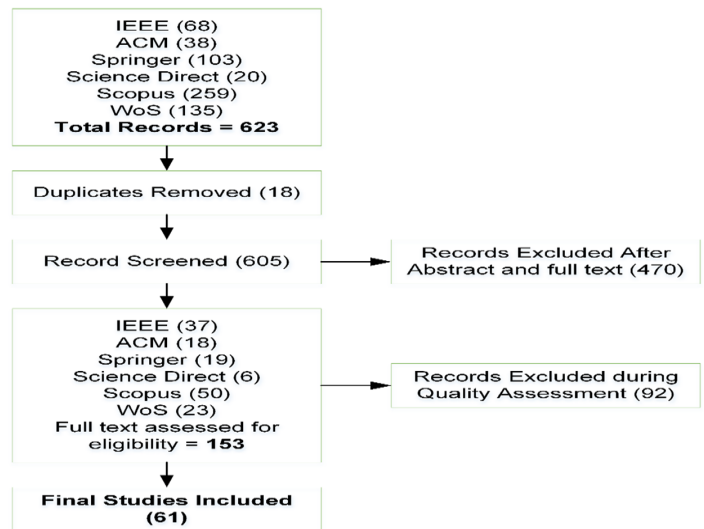 IEEE (68)
ACM (38)
Springer (103)
Science Direct (20)
Scopus (259)
WoS (135)
Total Records = 623
Duplicates Removed (18)
Record Screened (605)
Records Excluded After
Abstract and full text (470)
IEEE (37)
ACM (18)
Springer (19)
Science Direct (6)
Scopus (50)
WoS (23)
Full text assessed for
eligibility = 153
Records Excluded during
Quality Assessment (92)
Final Studies Included
(61)